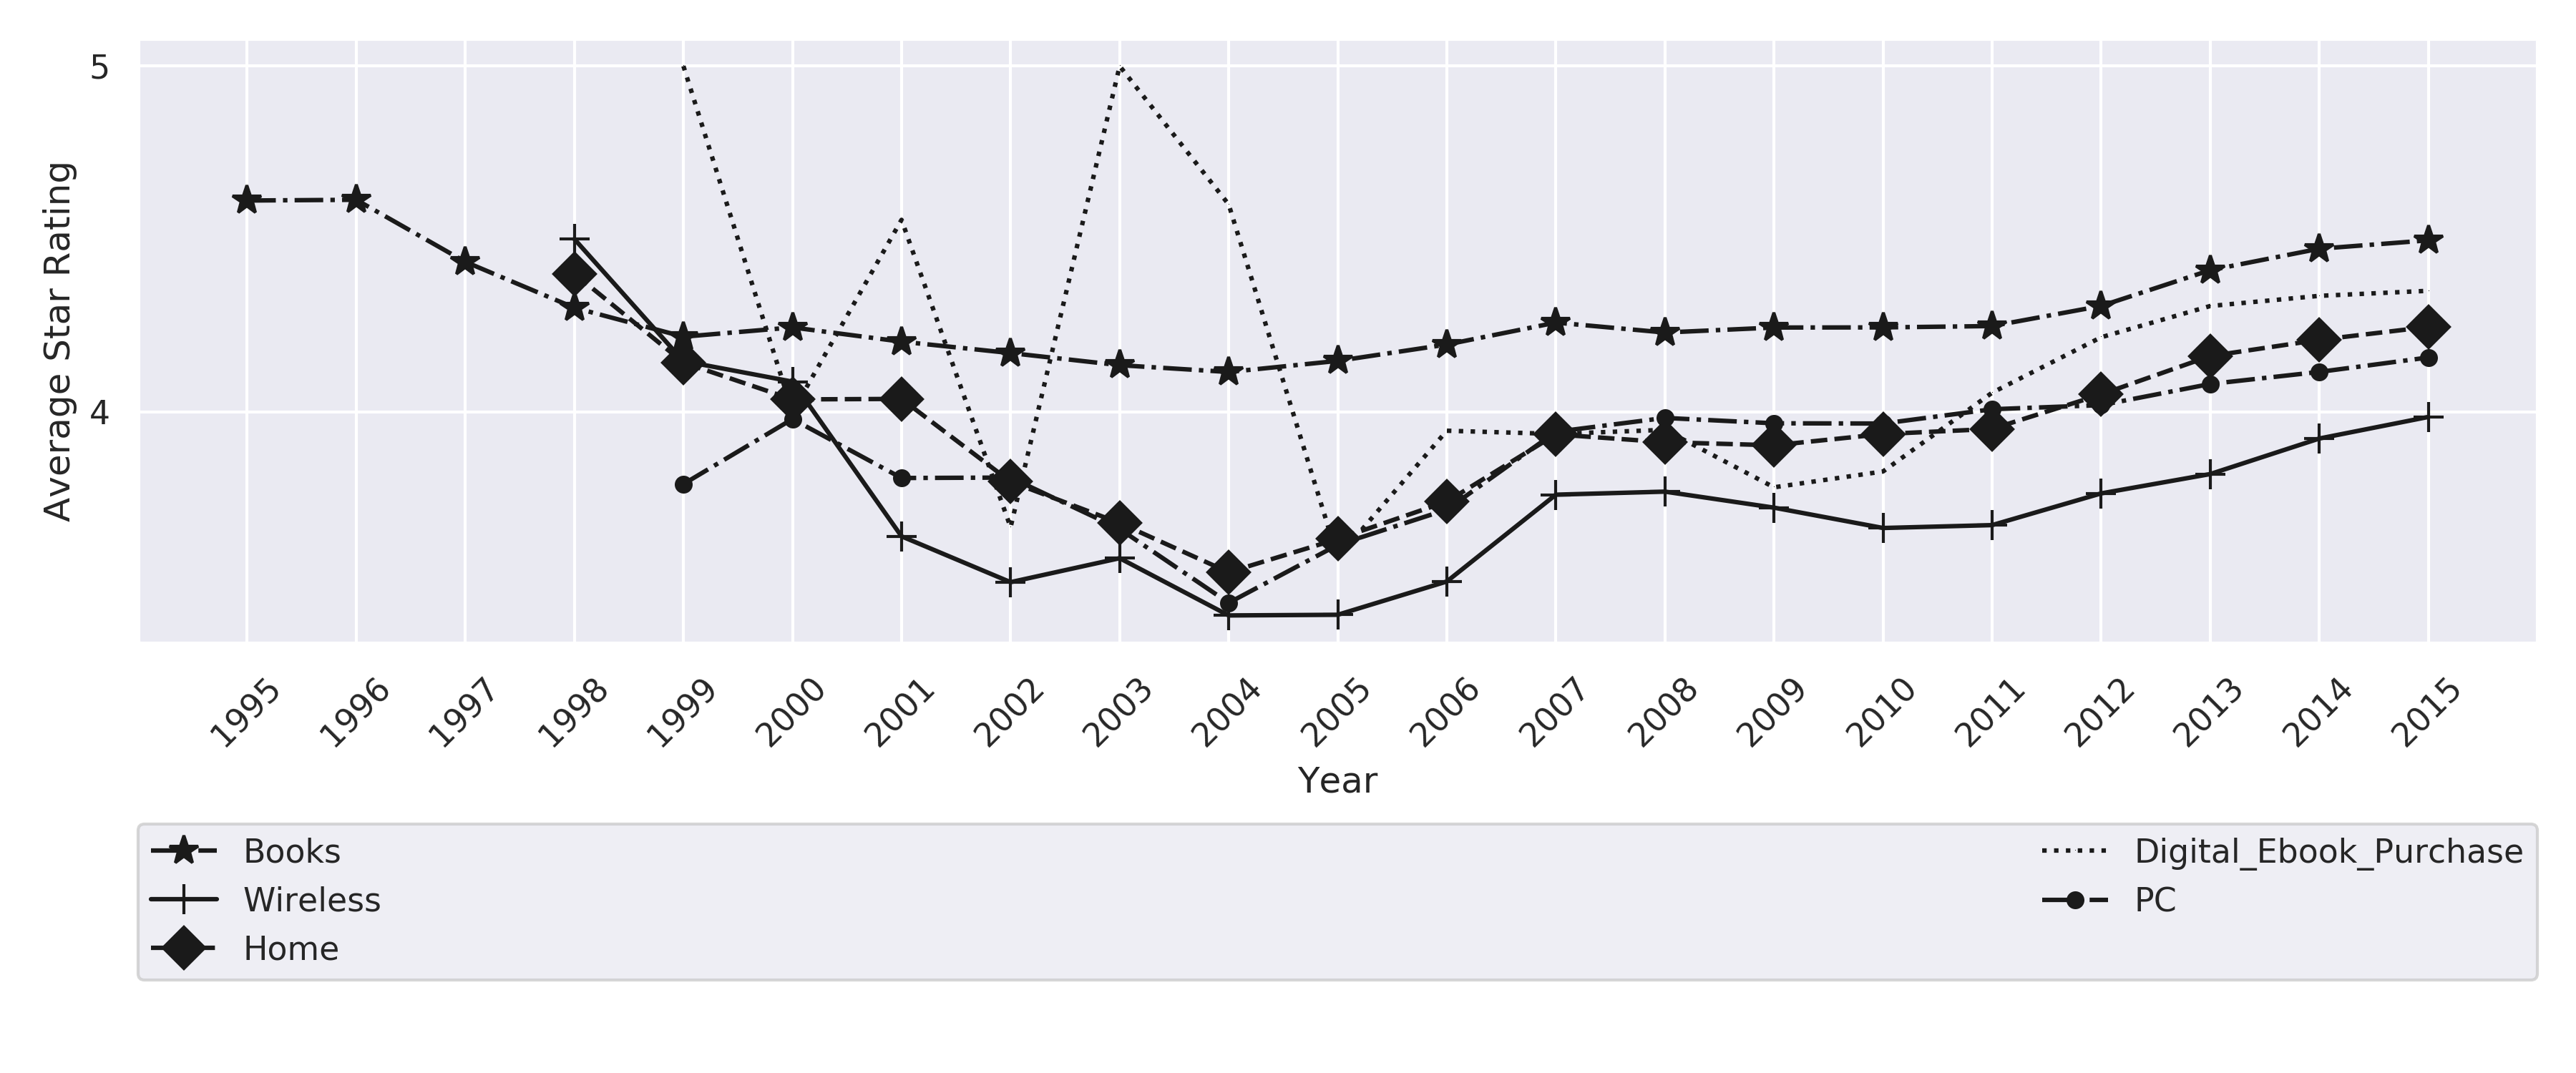 5
4
Average Star Rating
1995 1996 1997 1998 1999 2000 2001 2002 2003 2004 2005 2006 2007 2008 2009 2010 2011 2012 2013 2014 2015
Year
Books
Wireless
Home
Digital_Ebook_Purchase
PC